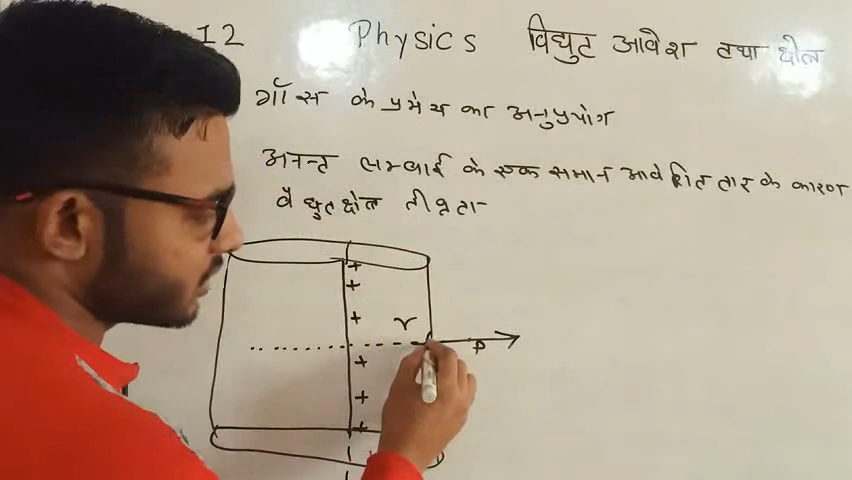 12 Physics विद्युत आवेश तथा क्षेत्र
गॉस के प्रमेय का अनुप्रयोग
अनन्त लम्बाई के एक समान आवेशित तार के कारण
वैद्युत क्षेत्र तीव्रता
+
+
+
r
P
+
+
+